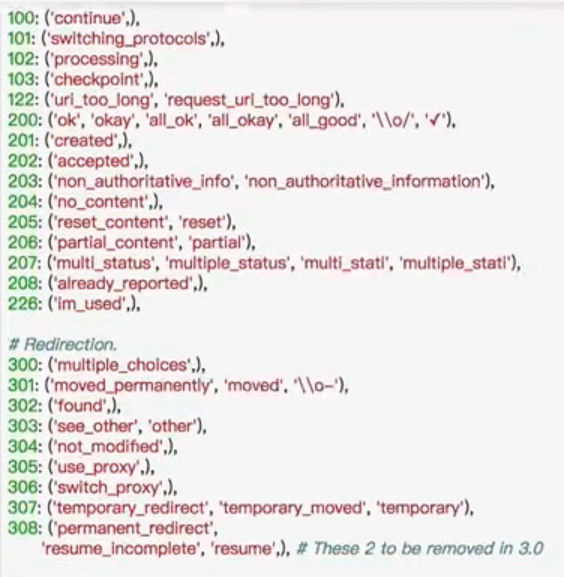 100: ('continue',),
101: ('switching_protocols',),
102: ('processing',),
103: ('checkpoint',),
122: ('uri_too_long', 'request_uri_too_long'),
200: ('ok', 'okay', 'all_ok', 'all_okay', 'all_good', '\\o/', '✓'),
201: ('created',),
202: ('accepted',),
203: ('non_authoritative_info', 'non_authoritative_information'),
204: ('no_content',),
205: ('reset_content', 'reset'),
206: ('partial_content', 'partial'),
207: ('multi_status', 'multiple_status', 'multi_stati', 'multiple_stati'),
208: ('already_reported',),
226: ('im_used',),
# Redirection.
300: ('multiple_choices',),
301: ('moved_permanently', 'moved', '\\o-'),
302: ('found',),
303: ('see_other', 'other'),
304: ('not_modified',),
305: ('use_proxy',),
306: ('switch_proxy',),
307: ('temporary_redirect', 'temporary_moved', 'temporary'),
308: ('permanent_redirect',
'resume_incomplete', 'resume',), # These 2 to be removed in 3.0